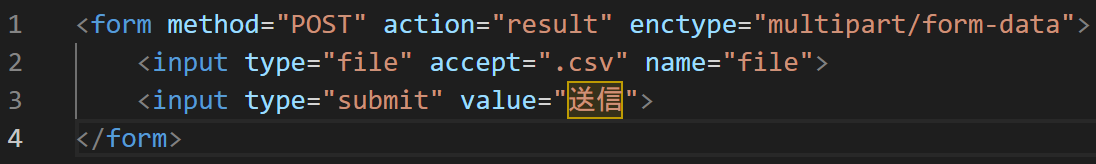 1 <form method="POST" action="result" enctype="multipart/form-data">
2     <input type="file" accept=".csv" name="file">
3     <input type="submit" value="送信">
4 </form>